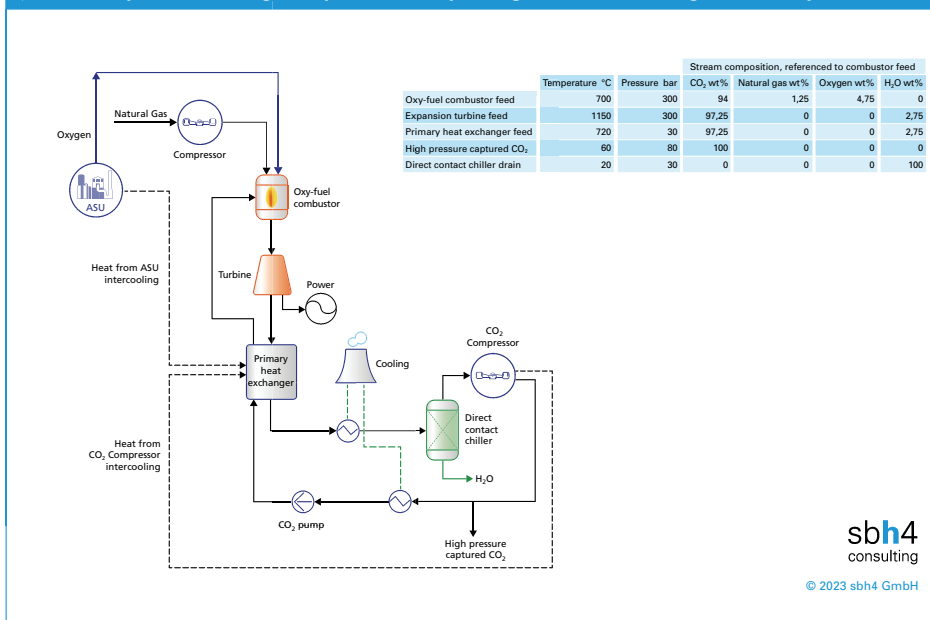 Stream composition, referenced to combustor feed
Temperature °C Pressure bar CO₂ wt% Natural gas wt% Oxygen wt% H₂O wt%
Oxy-fuel combustor feed 700 300 94 1,25 4,75 0
Expansion turbine feed 1150 300 97,25 0 0 2,75
Primary heat exchanger feed 720 30 97,25 0 0 2,75
High pressure captured CO₂ 60 80 100 0 0 0
Direct contact chiller drain 20 30 0 0 0 100
Natural Gas
Oxygen
Compressor
ASU
Oxy-fuel
combustor
Heat from ASU
intercooling
Turbine
Power
CO₂
Compressor
Primary
heat
exchanger
Cooling
Direct
contact
chiller
Heat from
CO₂ Compressor
intercooling
H₂O
CO₂ pump
High pressure
captured CO₂
sbh4
consulting
© 2023 sbh4 GmbH